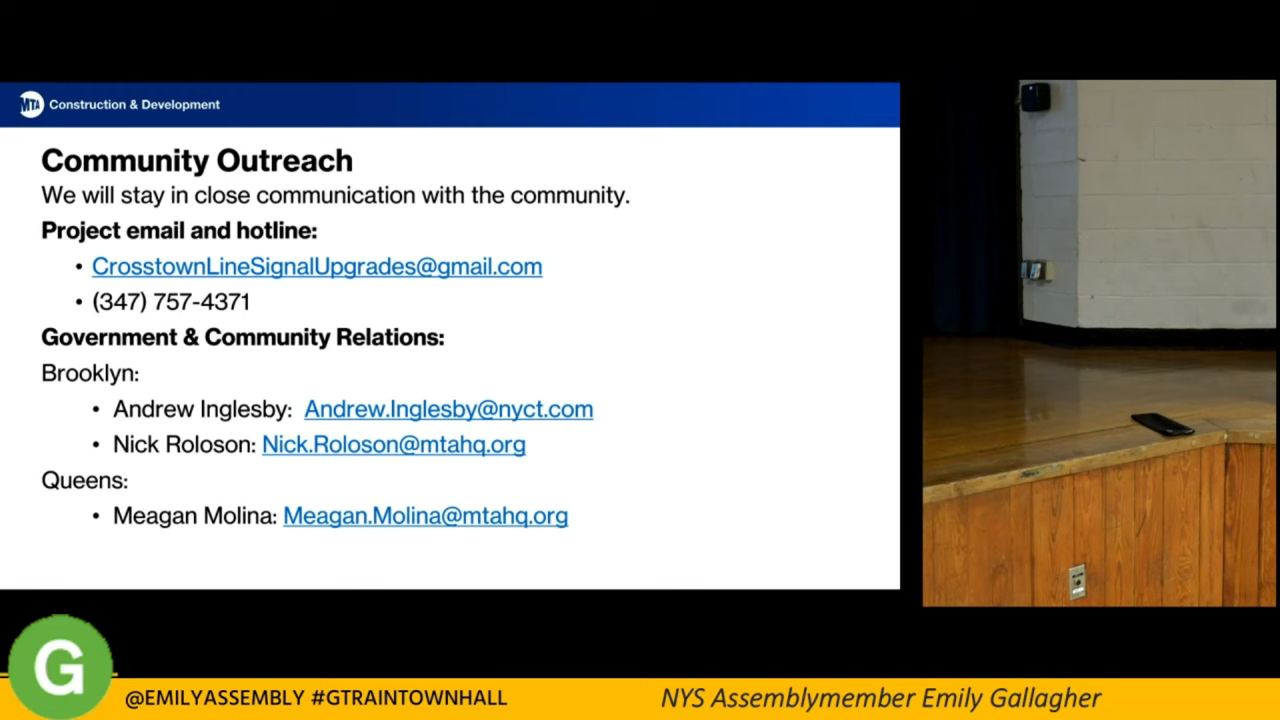 MTA Construction & Development
Community Outreach
We will stay in close communication with the community.
Project email and hotline:
• CrosstownLineSignalUpgrades@gmail.com
• (347) 757-4371
Government & Community Relations:
Brooklyn:
• Andrew Inglesby: Andrew.Inglesby@nyct.com
• Nick Roloson: Nick.Roloson@mtahq.org
Queens:
• Meagan Molina: Meagan.Molina@mtahq.org
G
@EMILYASSEMBLY #GTRAINTOWNHALL
NYS Assemblymember Emily Gallagher